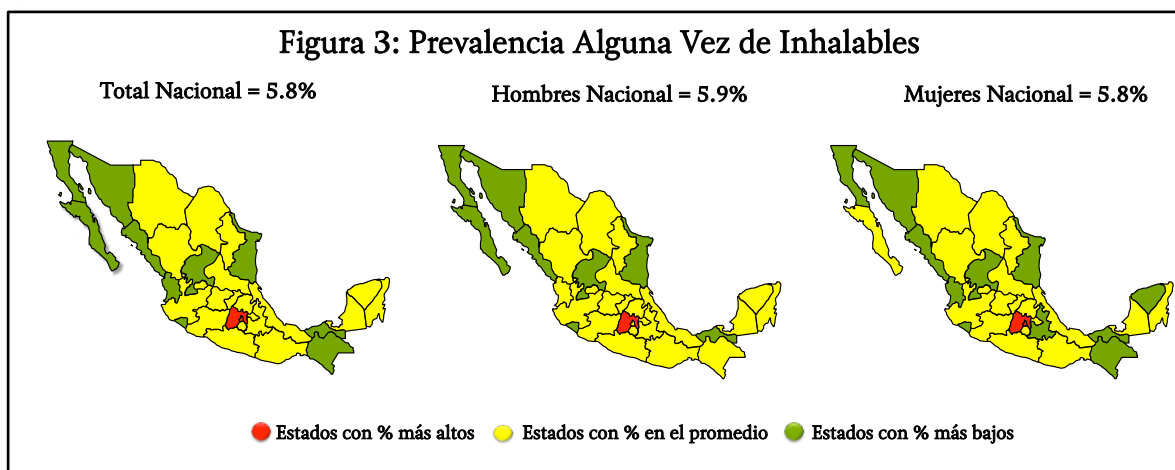 Figura 3: Prevalencia Alguna Vez de Inhalables
Total Nacional = 5.8%
Hombres Nacional = 5.9%
Mujeres Nacional = 5.8%
Estados con % más altos
Estados con % en el promedio
Estados con % más bajos